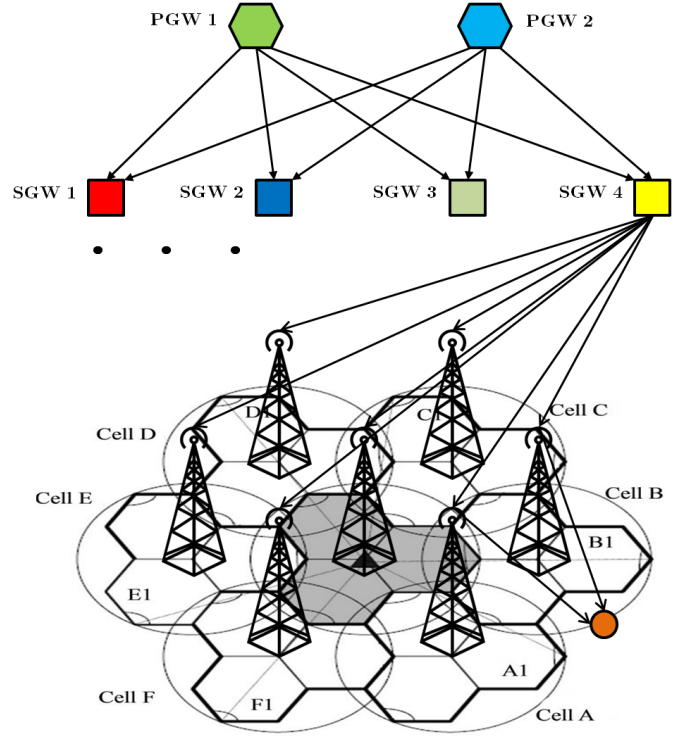 PGW 1
PGW 2
SGW 1
SGW 2
SGW 3
SGW 4
Cell C
Cell D
Cell E
Cell B
B1
E1
A1
F1
Cell F
Cell A